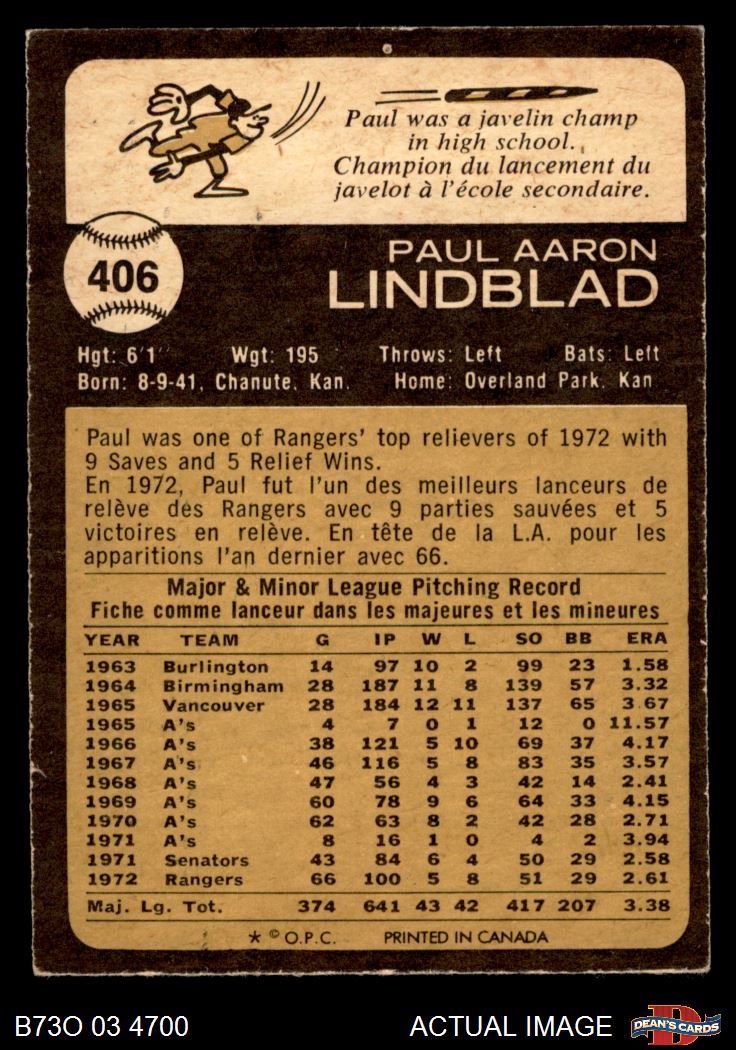 Paul was a javelin champ
in high school.
Champion du lancement du
javelot à l'école secondaire.
406
PAUL AARON
LINDBLAD
Hgt: 6'1" Wgt: 195 Throws: Left Bats: Left
Born: 8-9-41, Chanute, Kan. Home: Overland Park, Kan
Paul was one of Rangers' top relievers of 1972 with
9 Saves and 5 Relief Wins.
En 1972, Paul fut l'un des meilleurs lanceurs de
relève des Rangers avec 9 parties sauvées et 5
victoires en relève. En tête de la L.A. pour les
apparitions l'an dernier avec 66.
Major & Minor League Pitching Record
Fiche comme lanceur dans les majeures et les mineures
YEAR TEAM G IP W L SO BB ERA
1963 Burlington 14 97 10 2 99 23 1.58
1964 Birmingham 28 187 11 8 139 57 3.32
1965 Vancouver 28 184 12 11 137 65 3.67
1965 A's 4 7 0 1 12 0 11.57
1966 A's 38 121 5 10 69 37 4.17
1967 A's 46 116 5 8 83 35 3.57
1968 A's 47 56 4 3 42 14 2.41
1969 A's 60 78 9 6 64 33 4.15
1970 A's 62 63 8 2 42 28 2.71
1971 A's 8 16 1 0 4 2 3.94
1971 Senators 43 84 6 4 50 29 2.58
1972 Rangers 66 100 5 8 51 29 2.61
Maj. Lg. Tot. 374 641 43 42 417 207 3.38
* © O.P.C. PRINTED IN CANADA
B73O 03 4700 ACTUAL IMAGE DEAN'S CARDS